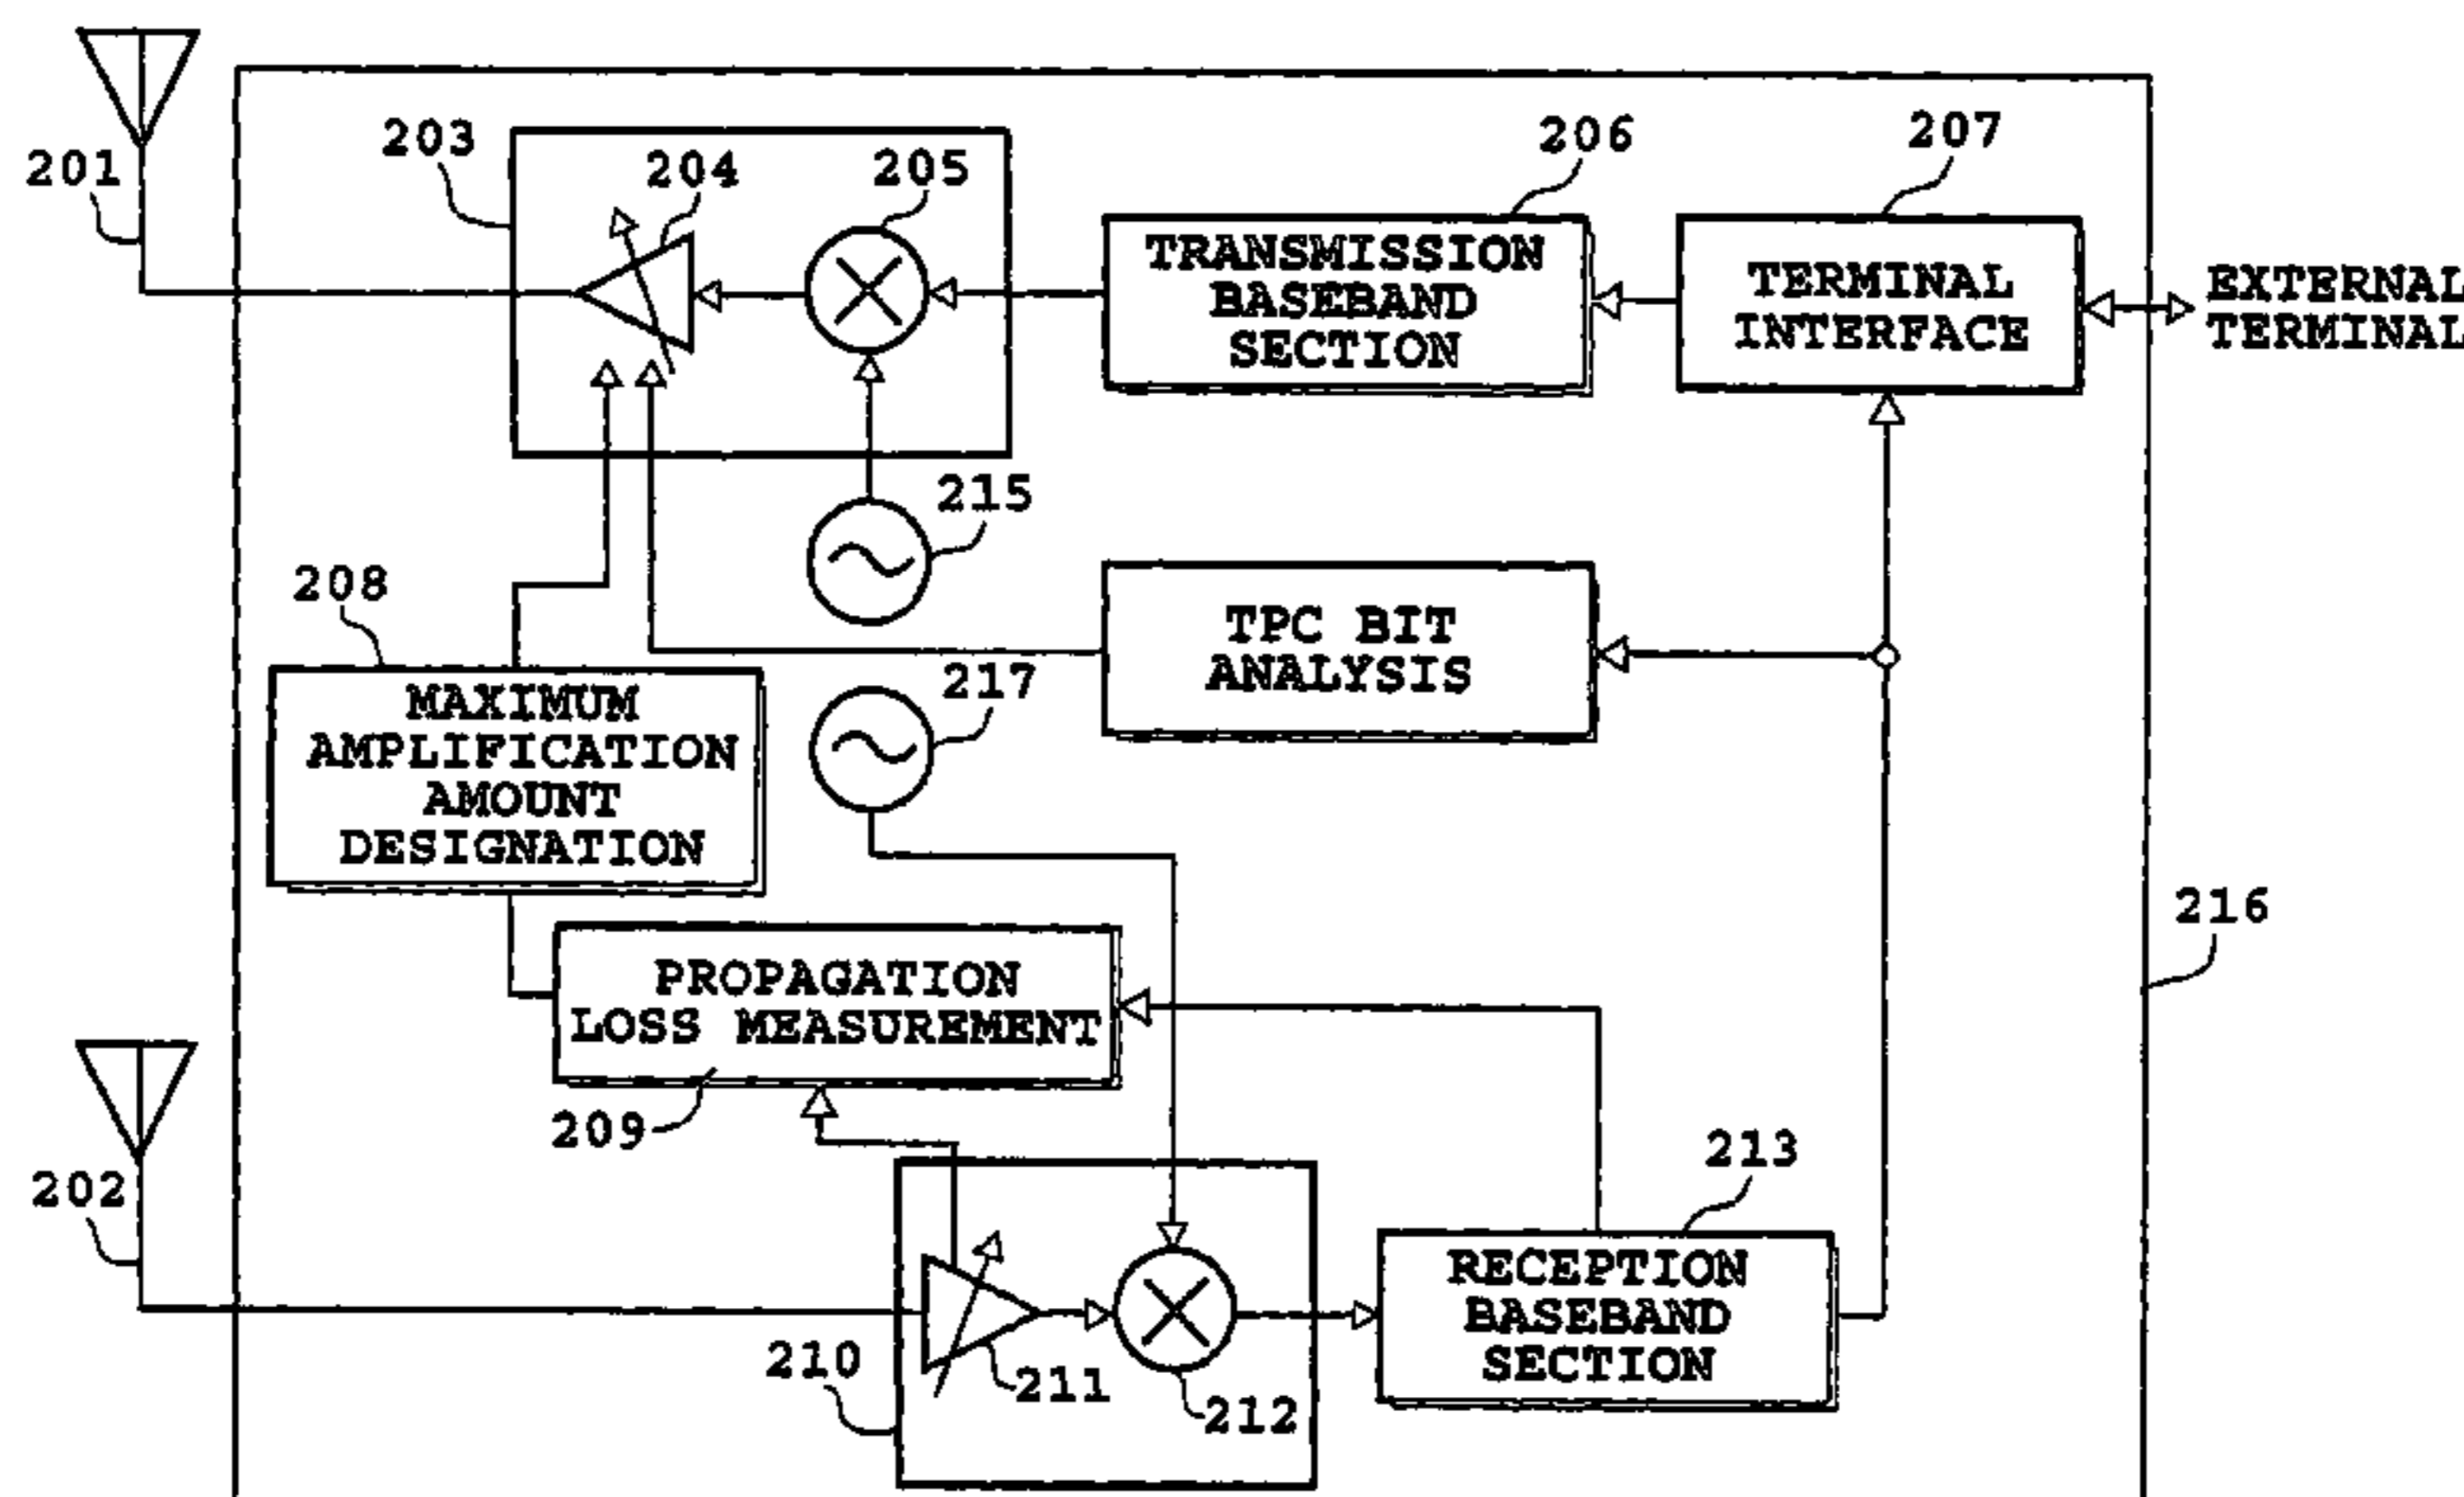 201
203
204
205
206
207
TRANSMISSION
BASEBAND
SECTION
TERMINAL
INTERFACE
EXTERNAL
TERMINAL
215
208
TPC BIT
ANALYSIS
217
MAXIMUM
AMPLIFICATION
AMOUNT
DESIGNATION
216
PROPAGATION
LOSS MEASUREMENT
209
202
213
RECEPTION
BASEBAND
SECTION
210
211
212